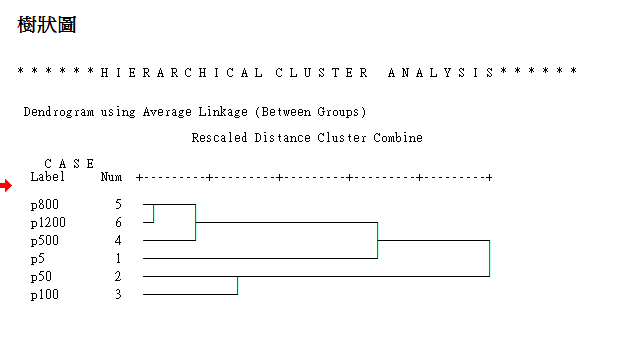 樹狀圖
* * * * * * H I E R A R C H I C A L  C L U S T E R   A N A L Y S I S * * * * * *
Dendrogram using Average Linkage (Between Groups)
Rescaled Distance Cluster Combine
C A S E
Label     Num  +---------+---------+---------+---------+---------+
p800        5
p1200       6
p500        4
p5          1
p50         2
p100        3